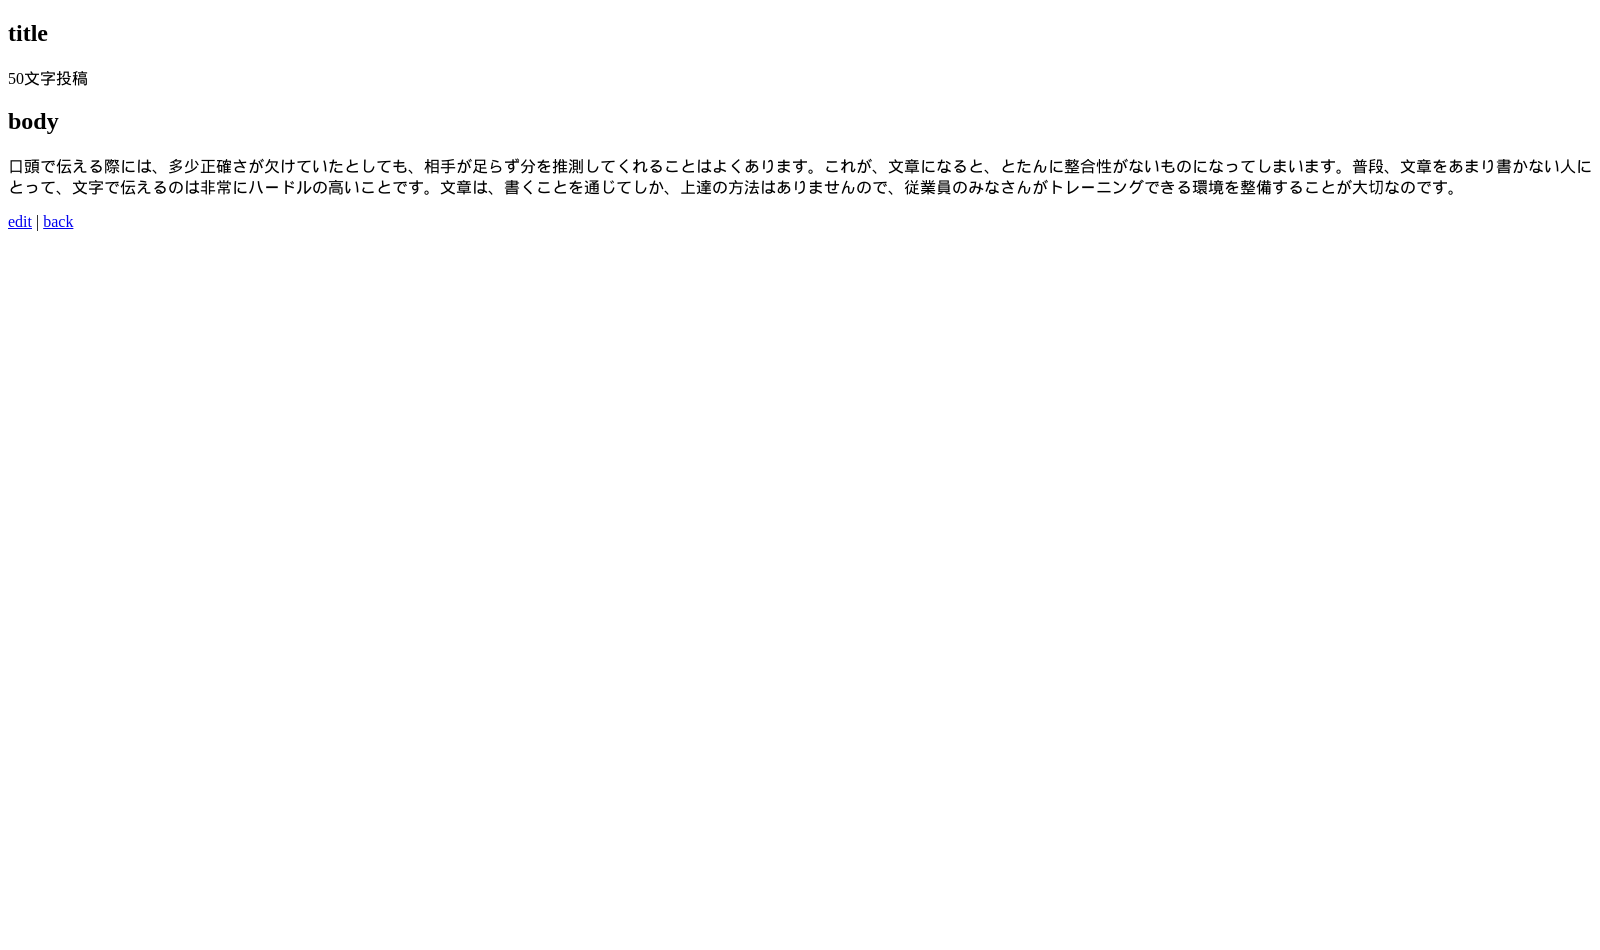 title
50文字投稿
body
口頭で伝える際には、多少正確さが欠けていたとしても、相手が足らず分を推測してくれることはよくあります。これが、文章になると、とたんに整合性がないものになってしまいます。普段、文章をあまり書かない人に
とって、文字で伝えるのは非常にハードルの高いことです。文章は、書くことを通じてしか、上達の方法はありませんので、従業員のみなさんがトレーニングできる環境を整備することが大切なのです。
edit | back